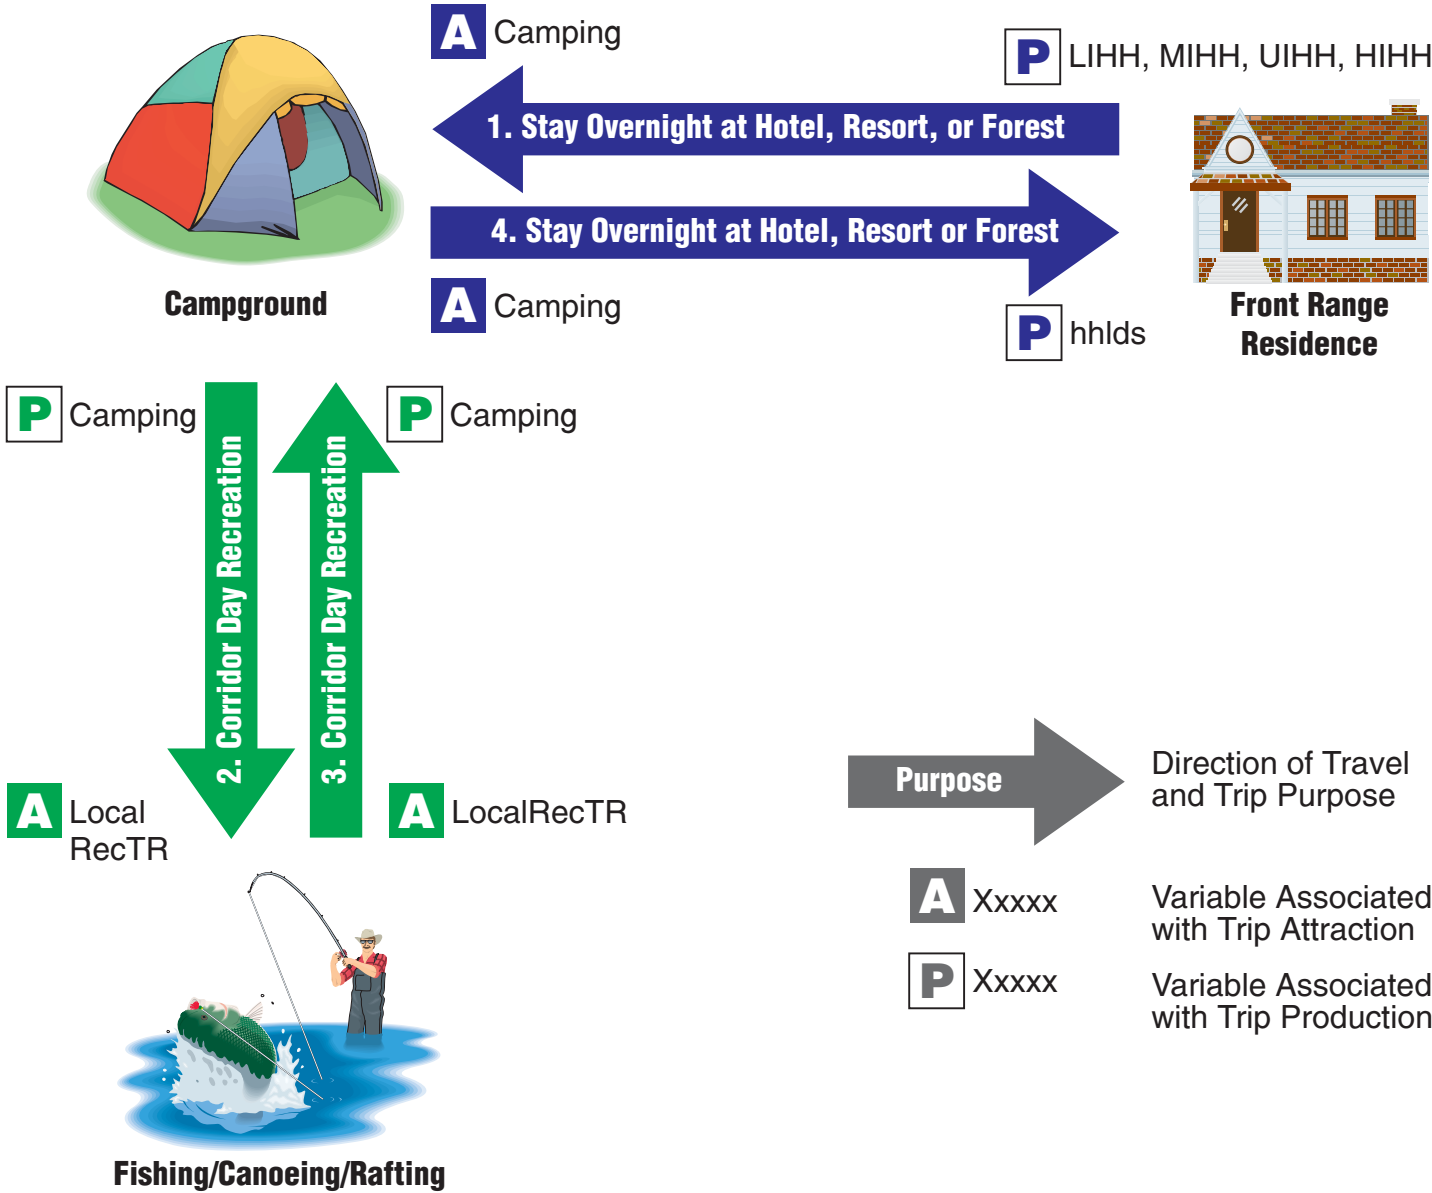 A Camping
P LIHH, MIHH, UIHH, HIHH
1. Stay Overnight at Hotel, Resort, or Forest
4. Stay Overnight at Hotel, Resort or Forest
Campground
A Camping
P hhlds
Front Range
Residence
P Camping
P Camping
2. Corridor Day Recreation
3. Corridor Day Recreation
A Local
RecTR
A LocalRecTR
Purpose
Direction of Travel
and Trip Purpose
A Xxxxx
Variable Associated
with Trip Attraction
P Xxxxx
Variable Associated
with Trip Production
Fishing/Canoeing/Rafting